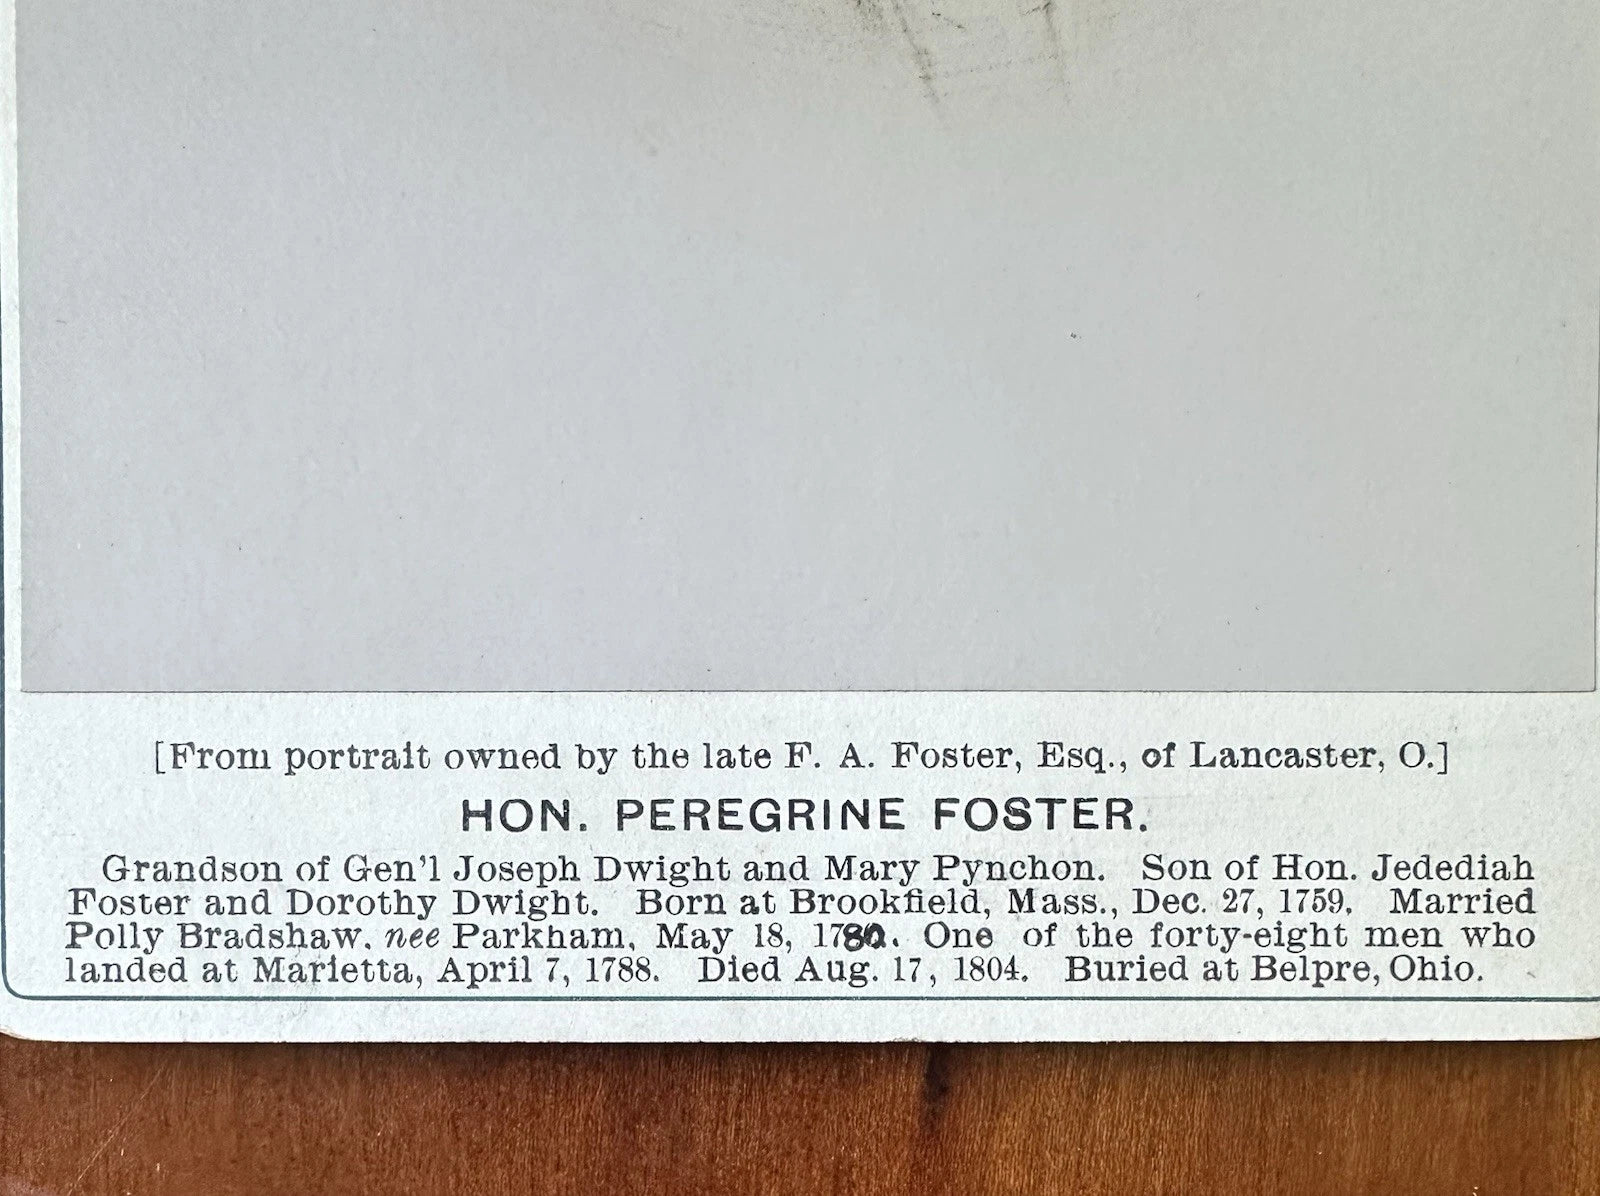 [From portrait owned by the late F. A. Foster, Esq., of Lancaster, O.]
HON. PEREGRINE FOSTER.
Grandson of Gen'l Joseph Dwight and Mary Pynchon. Son of Hon. Jedediah
Foster and Dorothy Dwight. Born at Brookfield, Mass., Dec. 27, 1759. Married
Polly Bradshaw. nee Parkham, May 18, 1780. One of the forty-eight men who
landed at Marietta, April 7, 1788. Died Aug. 17, 1804. Buried at Belpre, Ohio.